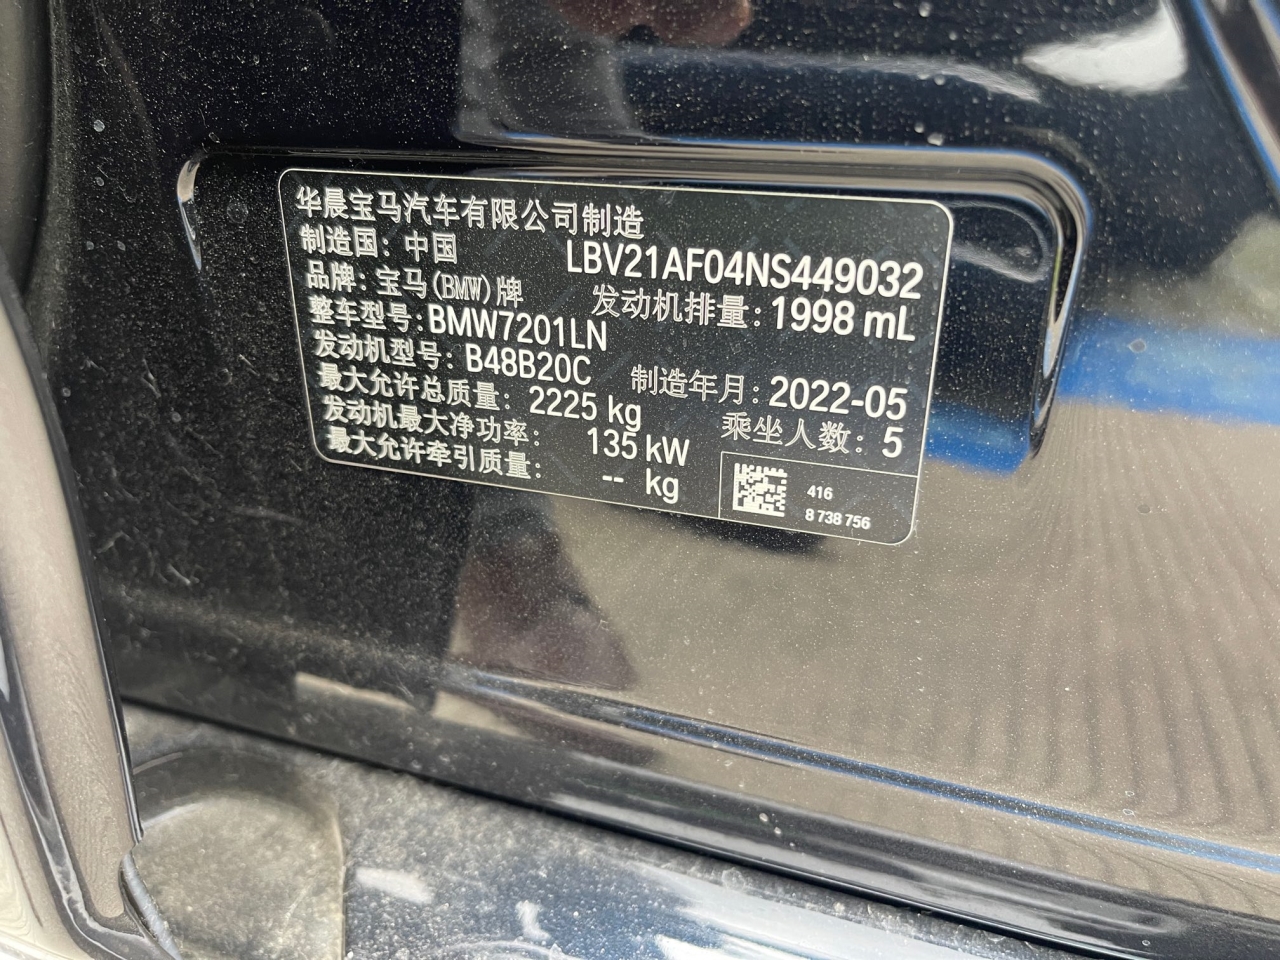 华晨宝马汽车有限公司制造
制造国：中国 LBV21AF04NS449032
品牌：宝马(BMW)牌 发动机排量：1998 mL
整车型号：BMW7201LN
发动机型号：B48B20C 制造年月：2022-05
最大允许总质量：2225 kg 乘坐人数：5
发动机最大净功率：135 kW
最大允许牵引质量：-- kg
416
8 738 756